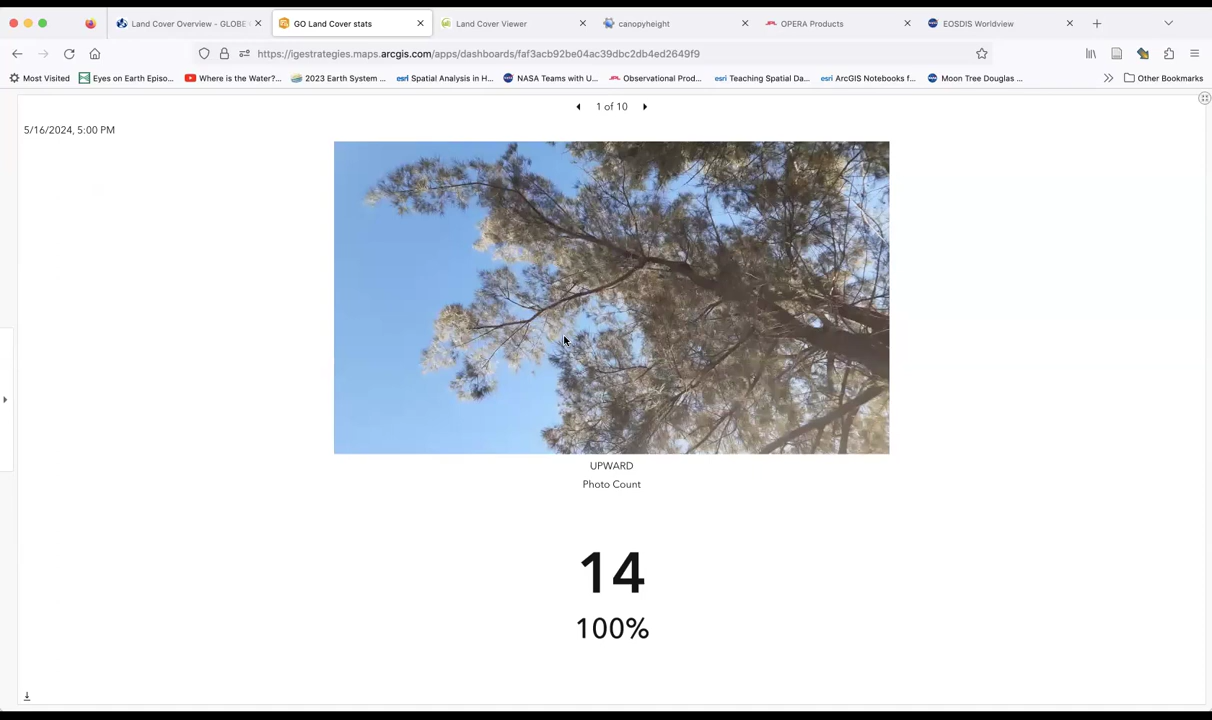 Land Cover Overview - GLOBE
GO Land Cover stats
Land Cover Viewer
canopyheight
OPERA Products
EOSDIS Worldview
https://igestrategies.maps.arcgis.com/apps/dashboards/faf3acb92be04ac39dbc2db4ed2649f9
Most Visited
Eyes on Earth Episo...
Where is the Water?...
2023 Earth System ...
esri Spatial Analysis in H...
NASA Teams with U...
Observational Prod...
esri Teaching Spatial Da...
esri ArcGIS Notebooks f...
Moon Tree Douglas ...
Other Bookmarks
1 of 10
5/16/2024, 5:00 PM
UPWARD
Photo Count
14
100%